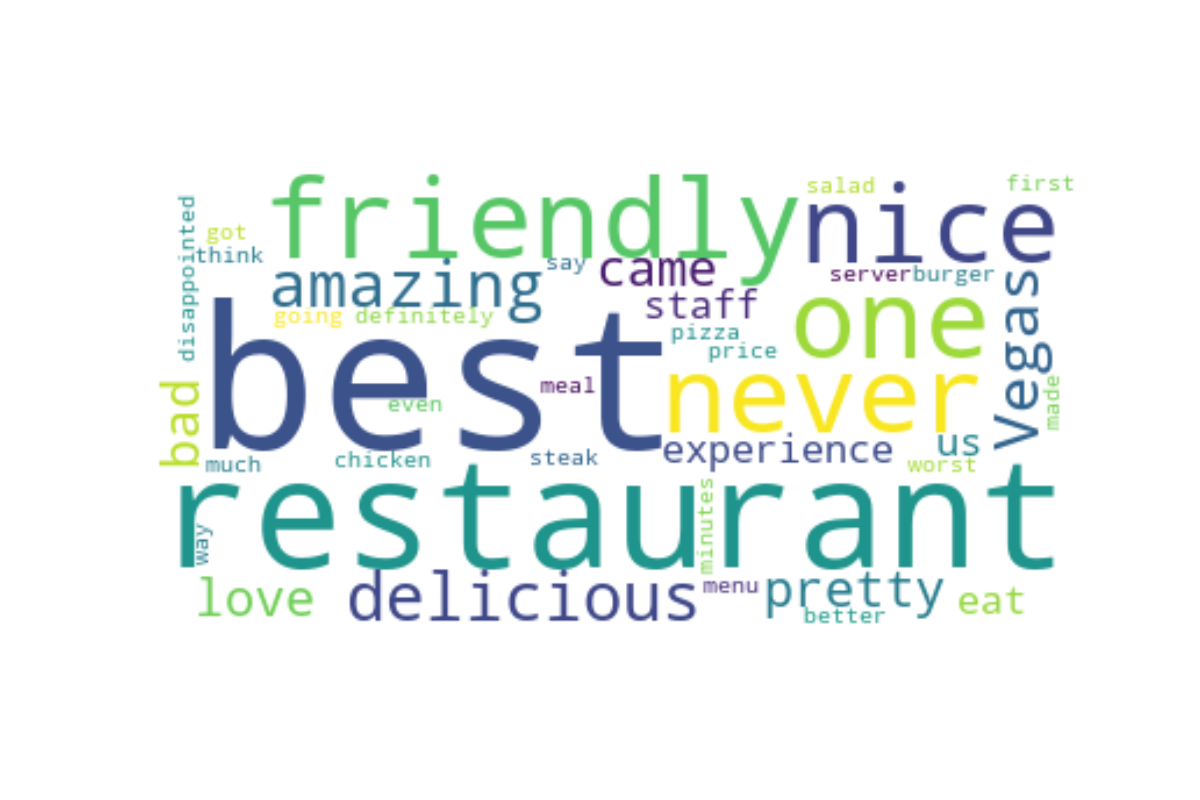 friendly
salad
first
nice
disappointed
got
think
amazing
say
came
server
burger
going
definitely
staff
one
Vegas
pizza
price
best
never
meal
made
bad
even
experience
us
much
chicken
steak
worst
restaurant
minutes
way
love
delicious
menu
pretty
eat
better